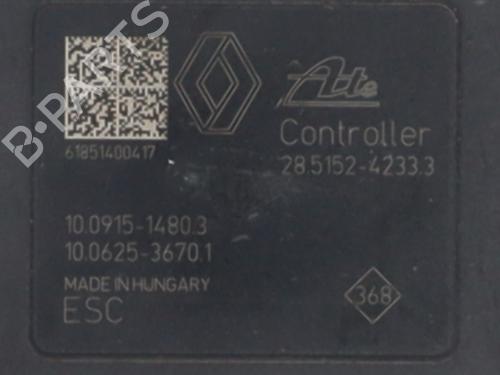 B-PARTS
Ate
61851400417
Controller
28.5152-4233.3
10.0915-1480.3
10.0625-3670.1
MADE IN HUNGARY
ESC
368